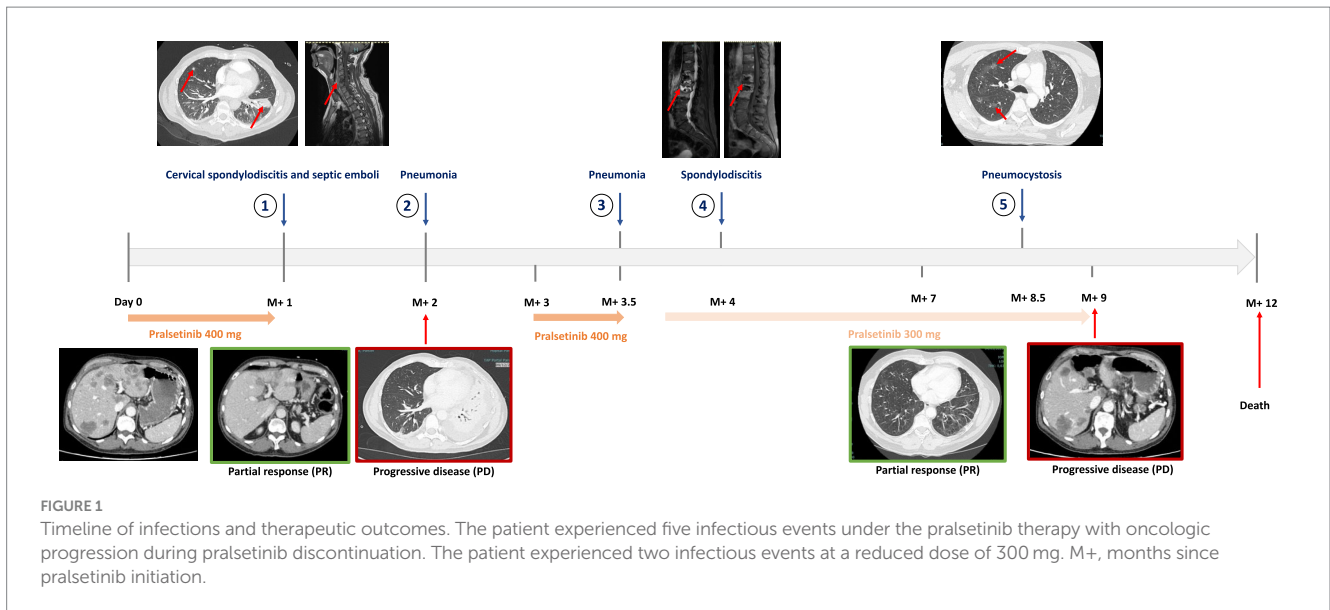 Cervical spondylodiscitis and septic emboli
Pneumonia
Pneumonia
Spondylodiscitis
Pneumocystosis
1
2
3
4
5
Day 0
M+ 1
M+ 2
M+ 3
M+ 3.5
M+ 4
M+ 7
M+ 8.5
M+ 9
M+ 12
Pralsetinib 400 mg
Pralsetinib 400 mg
Pralsetinib 300 mg
Death
Partial response (PR)
Progressive disease (PD)
Partial response (PR)
Progressive disease (PD)
FIGURE 1
Timeline of infections and therapeutic outcomes. The patient experienced five infectious events under the pralsetinib therapy with oncologic
progression during pralsetinib discontinuation. The patient experienced two infectious events at a reduced dose of 300 mg. M+, months since
pralsetinib initiation.